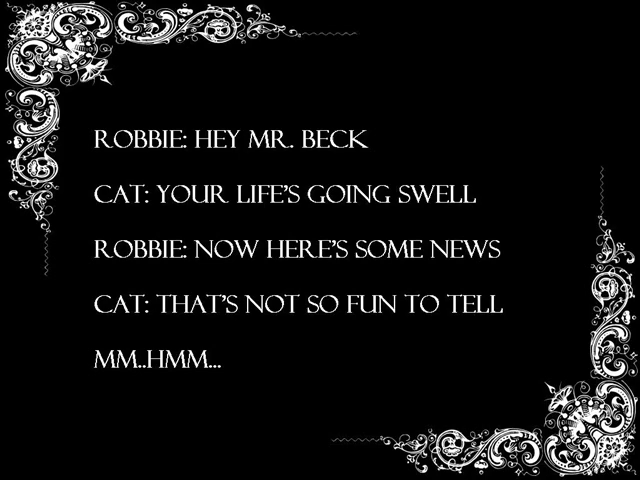 ROBBIE: HEY MR. BECK
CAT: YOUR LIFE'S GOING SWELL
ROBBIE: NOW HERE'S SOME NEWS
CAT: THAT'S NOT SO FUN TO TELL
MM..HMM...